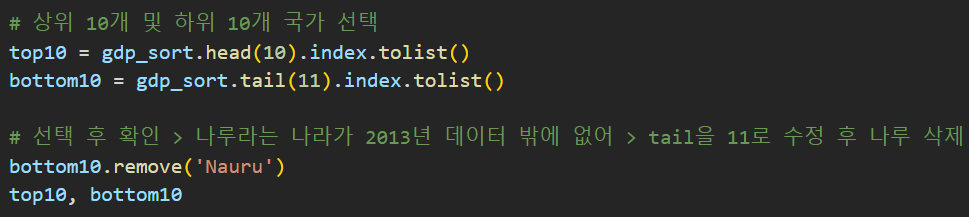 # 상위 10개 및 하위 10개 국가 선택
top10 = gdp_sort.head(10).index.tolist()
bottom10 = gdp_sort.tail(11).index.tolist()
# 선택 후 확인 > 나루라는 나라가 2013년 데이터 밖에 없어 > tail을 11로 수정 후 나루 삭제
bottom10.remove('Nauru')
top10, bottom10